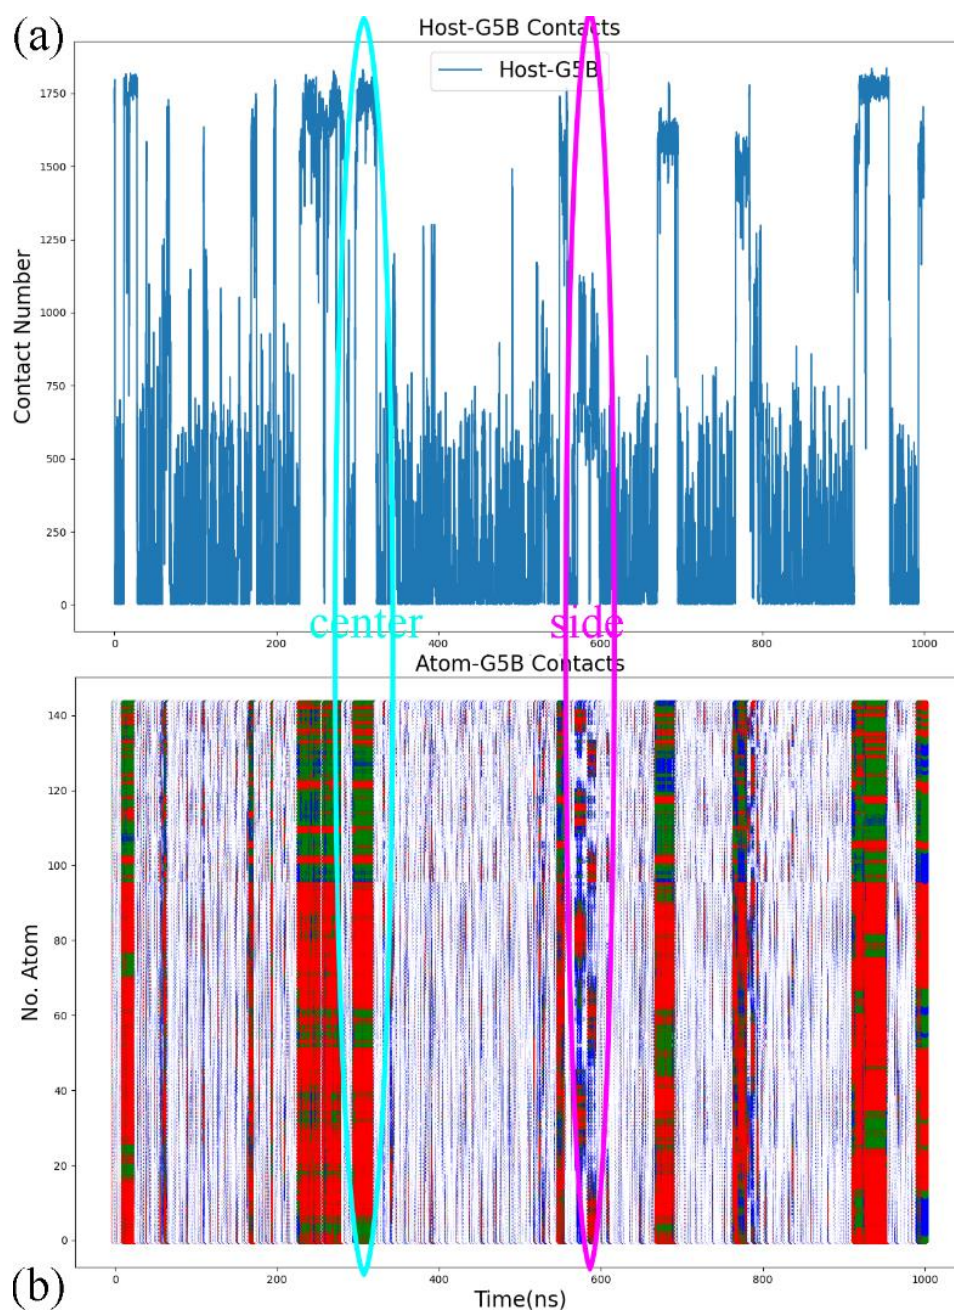 (a)
Host-G5B Contacts
Host-G5B
1750
1500
1250
1000
750
500
250
0
Contact Number
0 200 400 600 800 1000
center
side
Atom-G5B Contacts
140
120
100
80
60
40
20
0
No. Atom
0 200 400 600 800 1000
Time(ns)
(b)